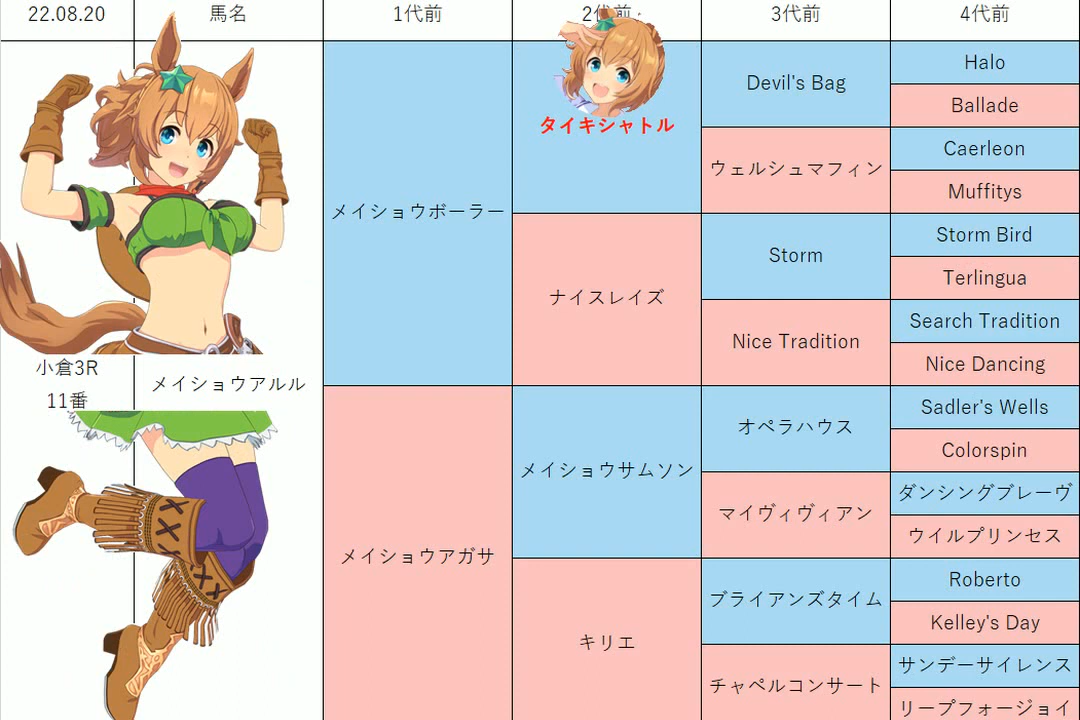 22.08.20 馬名 1代前 2代前 3代前 4代前
小倉3R
11番
メイショウアルル
メイショウボーラー
メイショウアガサ
タイキシャトル
ナイスレイズ
メイショウサムソン
キリエ
Devil's Bag
ウェルシュマフィン
Storm
Nice Tradition
オペラハウス
マイヴィヴィアン
ブライアンズタイム
チャペルコンサート
Halo
Ballade
Caerleon
Muffitys
Storm Bird
Terlingua
Search Tradition
Nice Dancing
Sadler's Wells
Colorspin
ダンシングブレーヴ
ウイルプリンセス
Roberto
Kelley's Day
サンデーサイレンス
リープフォージョイ